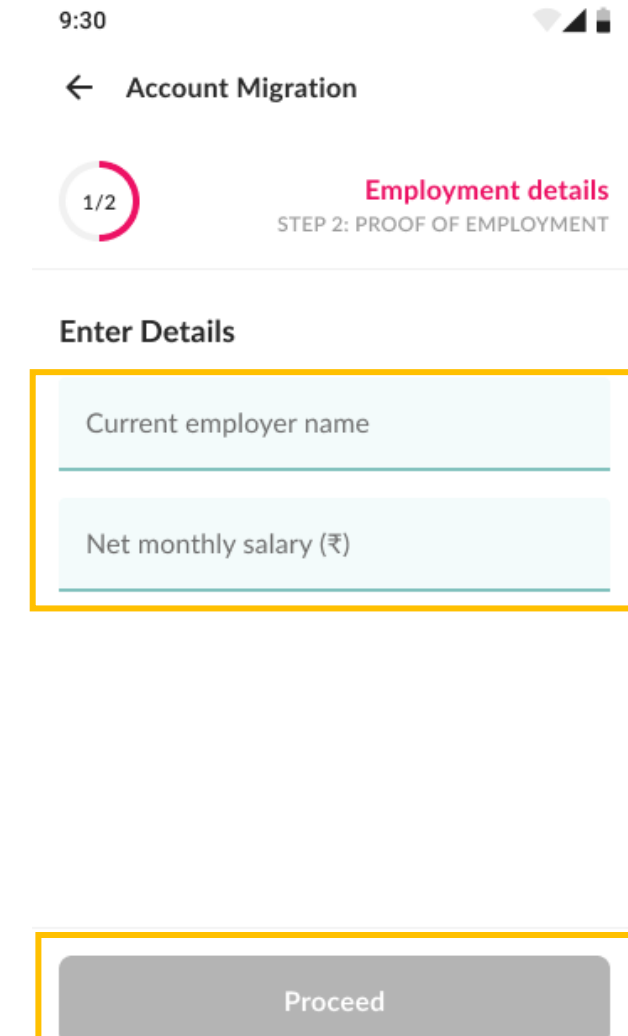 9:30
Account Migration
1/2
Employment details
STEP 2: PROOF OF EMPLOYMENT
Enter Details
Current employer name
Net monthly salary (₹)
Proceed